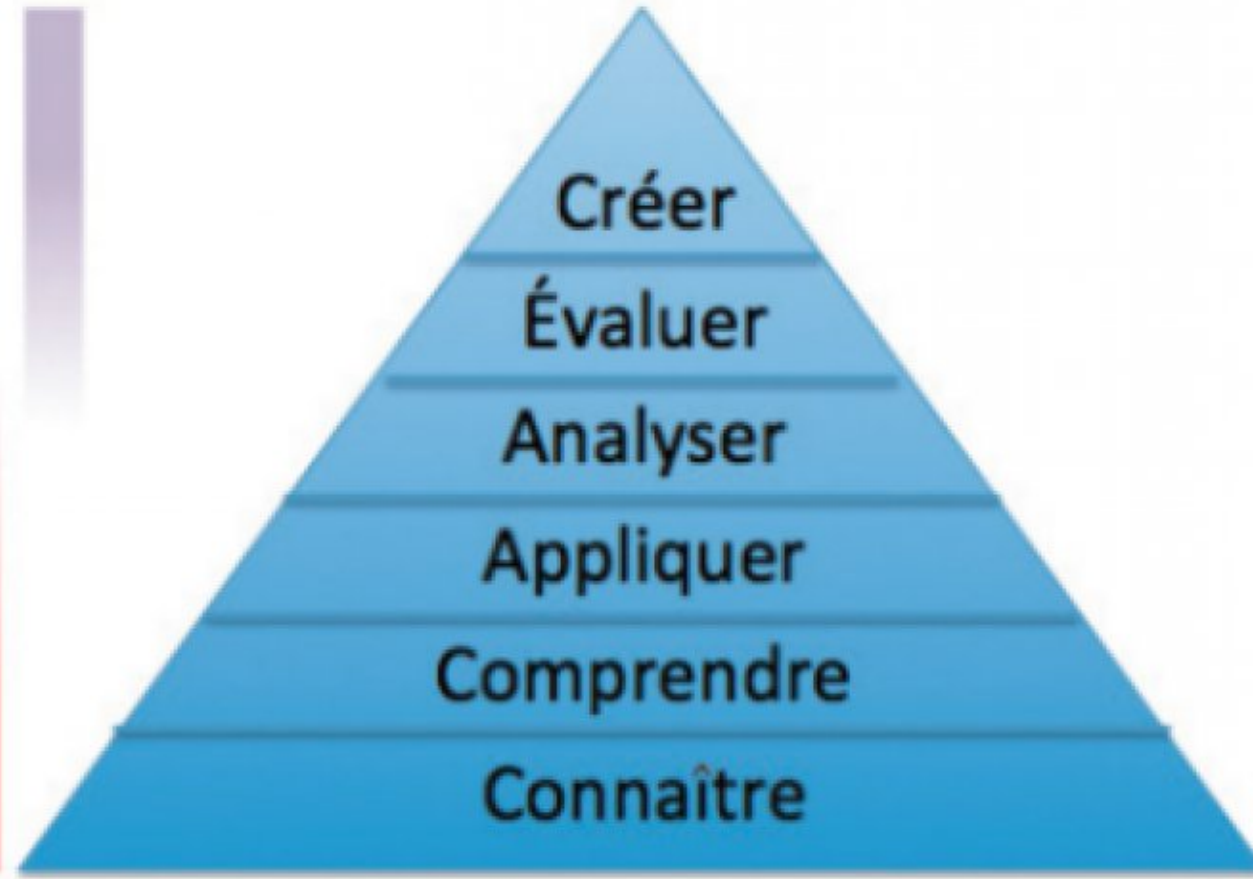 Créer
Évaluer
Analyser
Appliquer
Comprendre
Connaître